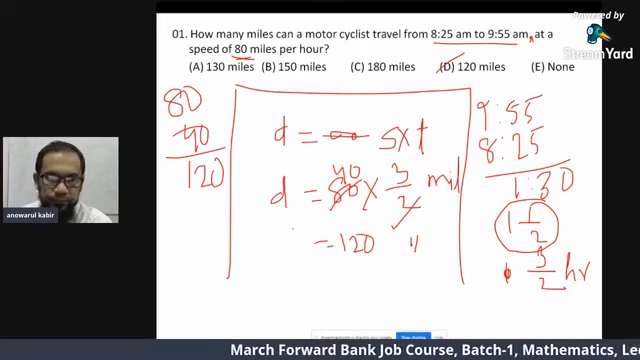 Powered by
StreamYard
01. How many miles can a motor cyclist travel from 8:25 am to 9:55 am, at a
speed of 80 miles per hour?
(A) 130 miles (B) 150 miles (C) 180 miles (D) 120 miles (E) None
80
40
120
d = s x t
40
d = 80 x 3/2 mil
= 120 "
9:55
8:25
1:30
1 1/2
3/2 hr
anowarul kabir
March Forward Bank Job Course, Batch-1, Mathematics, Le